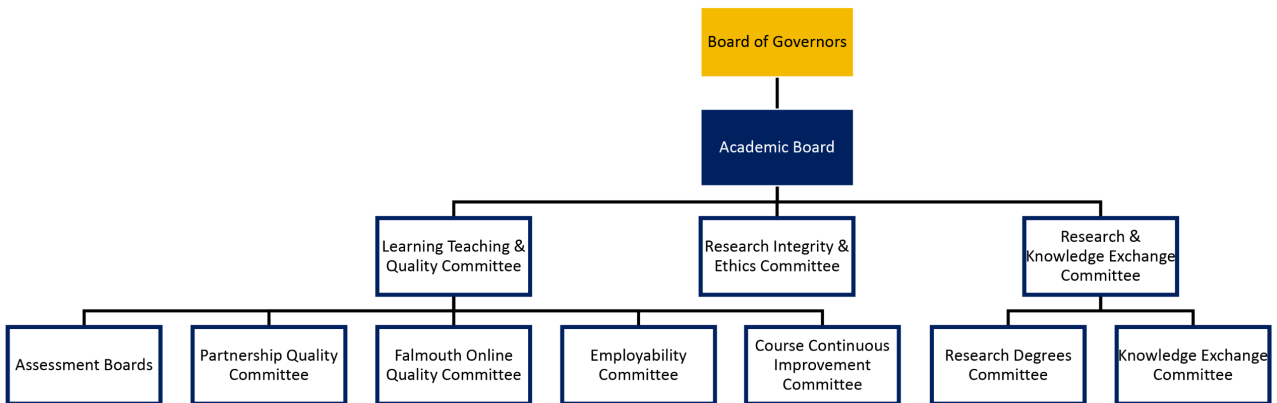 Board of Governors
Academic Board
Learning Teaching &
Quality Committee
Research Integrity &
Ethics Committee
Research &
Knowledge Exchange
Committee
Assessment Boards
Partnership Quality
Committee
Falmouth Online
Quality Committee
Employability
Committee
Course Continuous
Improvement
Committee
Research Degrees
Committee
Knowledge Exchange
Committee